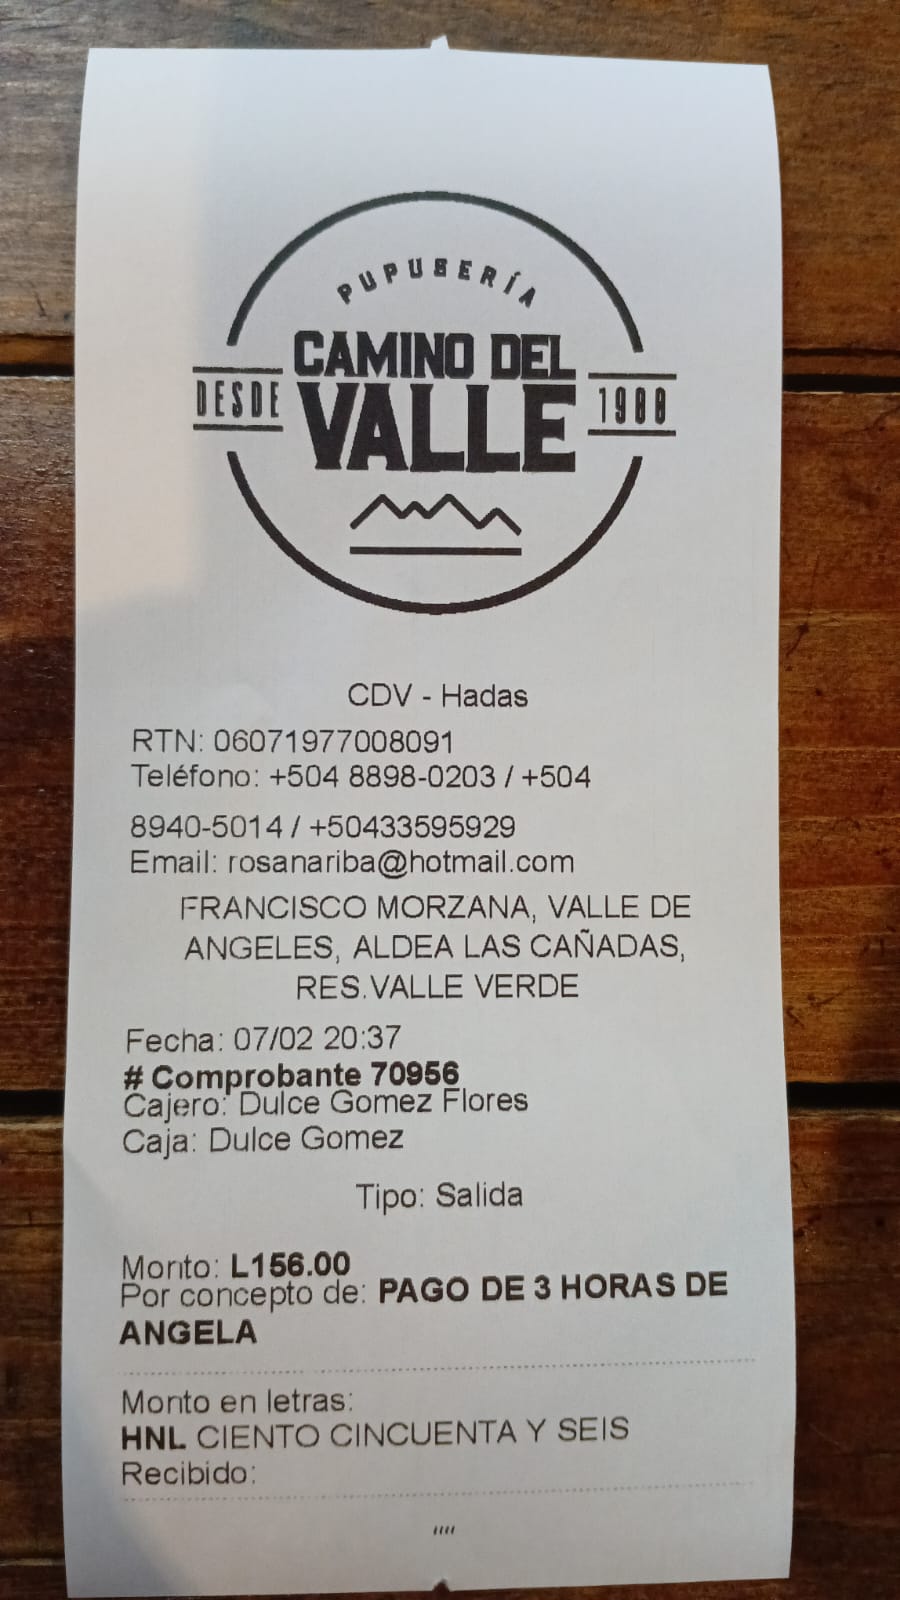 PUPUSERÍA
CAMINO DEL
DESDE VALLE 1988
CDV - Hadas
RTN: 06071977008091
Teléfono: +504 8898-0203 / +504
8940-5014 / +50433595929
Email: rosanariba@hotmail.com
FRANCISCO MORZANA, VALLE DE
ANGELES, ALDEA LAS CAÑADAS,
RES.VALLE VERDE
Fecha: 07/02 20:37
# Comprobante 70956
Cajero: Dulce Gomez Flores
Caja: Dulce Gomez
Tipo: Salida
Monto: L156.00
Por concepto de: PAGO DE 3 HORAS DE
ANGELA
Monto en letras:
HNL CIENTO CINCUENTA Y SEIS
Recibido:
,,,,